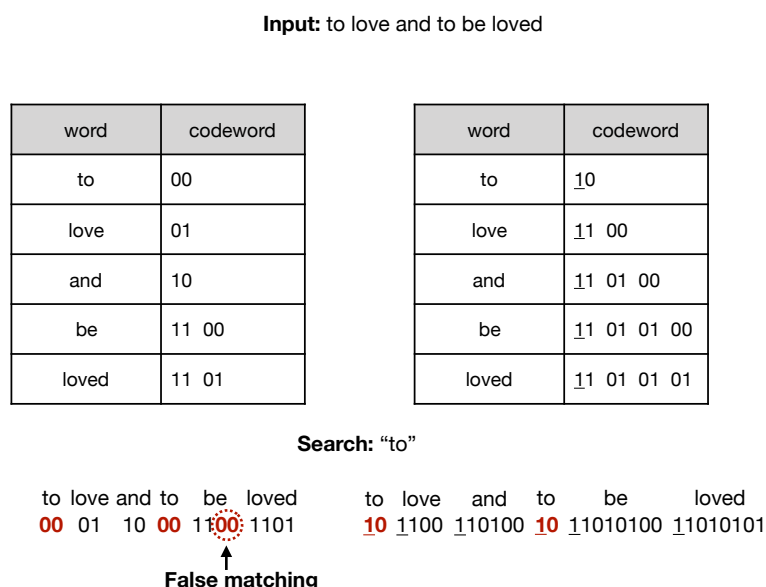 Input: to love and to be loved
word codeword
to 00
love 01
and 10
be 11 00
loved 11 01
word codeword
to 10
love 11 00
and 11 01 00
be 11 01 01 00
loved 11 01 01 01
Search: “to”
to love and to be loved
00 01 10 00 1100 1101
False matching
to love and to be loved
10 1100 110100 10 11010100 11010101